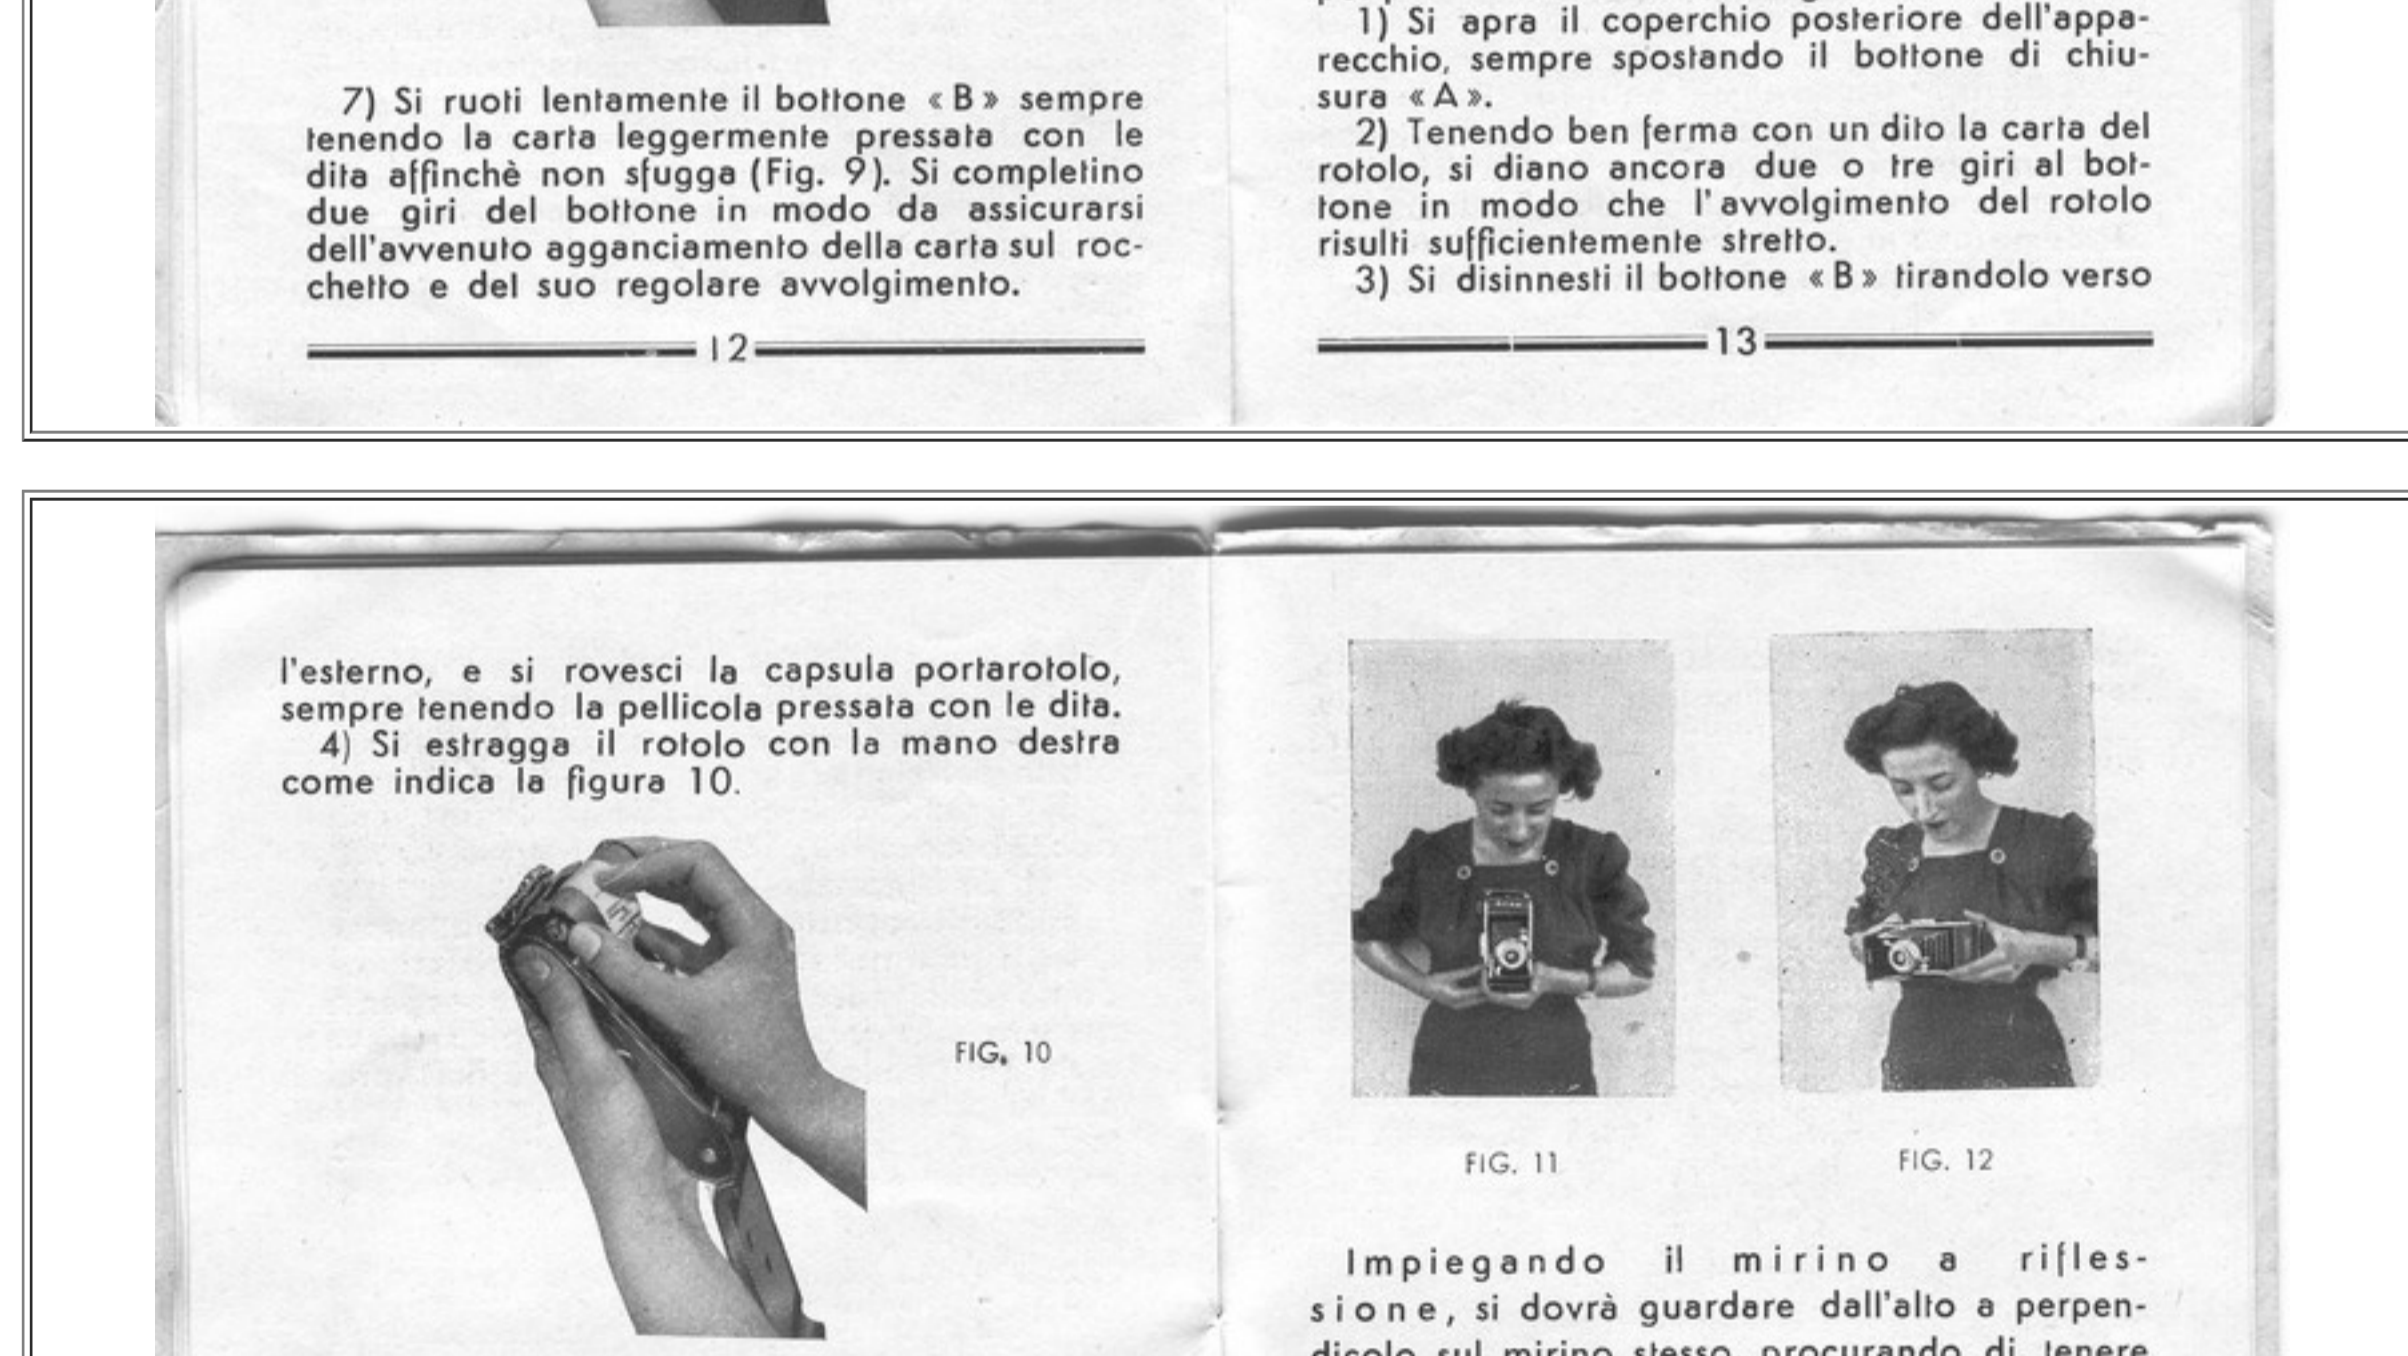 7) Si ruoti lentamente il bottone « B » sempre
tenendo la carta leggermente pressata con le
dita affinchè non sfugga (Fig. 9). Si completino
due giri del bottone in modo da assicurarsi
dell'avvenuto agganciamento della carta sul roc-
chetto e del suo regolare avvolgimento.
12
1) Si apra il coperchio posteriore dell'appa-
recchio, sempre spostando il bottone di chiu-
sura « A ».
2) Tenendo ben ferma con un dito la carta del
rotolo, si diano ancora due o tre giri al bot-
tone in modo che l'avvolgimento del rotolo
risulti sufficientemente stretto.
3) Si disinnesti il bottone « B » tirandolo verso
13
l'esterno, e si rovesci la capsula portarotolo,
sempre tenendo la pellicola pressata con le dita.
4) Si estragga il rotolo con la mano destra
come indica la figura 10.
FIG. 10
FIG. 11
FIG. 12
Impiegando il mirino a rifles-
sione, si dovrà guardare dall'alto a perpen-
dicolo sul mirino stesso, procurando di tenere